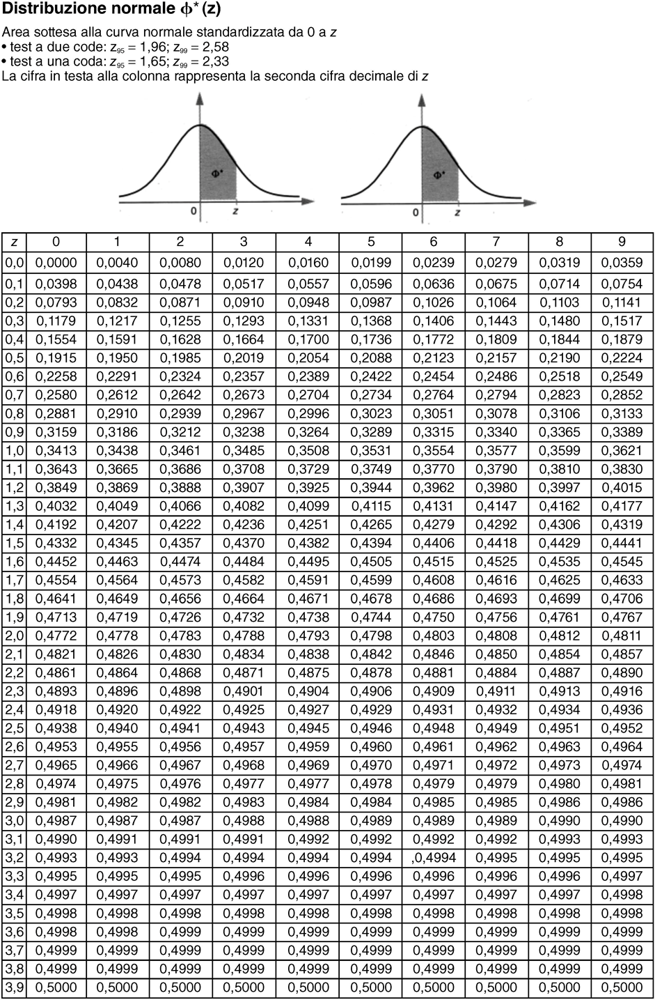 Distribuzione normale ϕ* (z)
Area sottesa alla curva normale standardizzata da 0 a z
• test a due code: z95 = 1,96; z99 = 2,58
• test a una coda: z95 = 1,65; z99 = 2,33
La cifra in testa alla colonna rappresenta la seconda cifra decimale di z
Φ* Φ*
0 z 0 z
z 0 1 2 3 4 5 6 7 8 9
0,0 0,0000 0,0040 0,0080 0,0120 0,0160 0,0199 0,0239 0,0279 0,0319 0,0359
0,1 0,0398 0,0438 0,0478 0,0517 0,0557 0,0596 0,0636 0,0675 0,0714 0,0754
0,2 0,0793 0,0832 0,0871 0,0910 0,0948 0,0987 0,1026 0,1064 0,1103 0,1141
0,3 0,1179 0,1217 0,1255 0,1293 0,1331 0,1368 0,1406 0,1443 0,1480 0,1517
0,4 0,1554 0,1591 0,1628 0,1664 0,1700 0,1736 0,1772 0,1809 0,1844 0,1879
0,5 0,1915 0,1950 0,1985 0,2019 0,2054 0,2088 0,2123 0,2157 0,2190 0,2224
0,6 0,2258 0,2291 0,2324 0,2357 0,2389 0,2422 0,2454 0,2486 0,2518 0,2549
0,7 0,2580 0,2612 0,2642 0,2673 0,2704 0,2734 0,2764 0,2794 0,2823 0,2852
0,8 0,2881 0,2910 0,2939 0,2967 0,2996 0,3023 0,3051 0,3078 0,3106 0,3133
0,9 0,3159 0,3186 0,3212 0,3238 0,3264 0,3289 0,3315 0,3340 0,3365 0,3389
1,0 0,3413 0,3438 0,3461 0,3485 0,3508 0,3531 0,3554 0,3577 0,3599 0,3621
1,1 0,3643 0,3665 0,3686 0,3708 0,3729 0,3749 0,3770 0,3790 0,3810 0,3830
1,2 0,3849 0,3869 0,3888 0,3907 0,3925 0,3944 0,3962 0,3980 0,3997 0,4015
1,3 0,4032 0,4049 0,4066 0,4082 0,4099 0,4115 0,4131 0,4147 0,4162 0,4177
1,4 0,4192 0,4207 0,4222 0,4236 0,4251 0,4265 0,4279 0,4292 0,4306 0,4319
1,5 0,4332 0,4345 0,4357 0,4370 0,4382 0,4394 0,4406 0,4418 0,4429 0,4441
1,6 0,4452 0,4463 0,4474 0,4484 0,4495 0,4505 0,4515 0,4525 0,4535 0,4545
1,7 0,4554 0,4564 0,4573 0,4582 0,4591 0,4599 0,4608 0,4616 0,4625 0,4633
1,8 0,4641 0,4649 0,4656 0,4664 0,4671 0,4678 0,4686 0,4693 0,4699 0,4706
1,9 0,4713 0,4719 0,4726 0,4732 0,4738 0,4744 0,4750 0,4756 0,4761 0,4767
2,0 0,4772 0,4778 0,4783 0,4788 0,4793 0,4798 0,4803 0,4808 0,4812 0,4811
2,1 0,4821 0,4826 0,4830 0,4834 0,4838 0,4842 0,4846 0,4850 0,4854 0,4857
2,2 0,4861 0,4864 0,4868 0,4871 0,4875 0,4878 0,4881 0,4884 0,4887 0,4890
2,3 0,4893 0,4896 0,4898 0,4901 0,4904 0,4906 0,4909 0,4911 0,4913 0,4916
2,4 0,4918 0,4920 0,4922 0,4925 0,4927 0,4929 0,4931 0,4932 0,4934 0,4936
2,5 0,4938 0,4940 0,4941 0,4943 0,4945 0,4946 0,4948 0,4949 0,4951 0,4952
2,6 0,4953 0,4955 0,4956 0,4957 0,4959 0,4960 0,4961 0,4962 0,4963 0,4964
2,7 0,4965 0,4966 0,4967 0,4968 0,4969 0,4970 0,4971 0,4972 0,4973 0,4974
2,8 0,4974 0,4975 0,4976 0,4977 0,4977 0,4978 0,4979 0,4979 0,4980 0,4981
2,9 0,4981 0,4982 0,4982 0,4983 0,4984 0,4984 0,4985 0,4985 0,4986 0,4986
3,0 0,4987 0,4987 0,4987 0,4988 0,4988 0,4989 0,4989 0,4989 0,4990 0,4990
3,1 0,4990 0,4991 0,4991 0,4991 0,4992 0,4992 0,4992 0,4992 0,4993 0,4993
3,2 0,4993 0,4993 0,4994 0,4994 0,4994 0,4994 ,0,4994 0,4995 0,4995 0,4995
3,3 0,4995 0,4995 0,4995 0,4996 0,4996 0,4996 0,4996 0,4996 0,4996 0,4997
3,4 0,4997 0,4997 0,4997 0,4997 0,4997 0,4997 0,4997 0,4997 0,4997 0,4998
3,5 0,4998 0,4998 0,4998 0,4998 0,4998 0,4998 0,4998 0,4998 0,4998 0,4998
3,6 0,4998 0,4998 0,4999 0,4999 0,4999 0,4999 0,4999 0,4999 0,4999 0,4999
3,7 0,4999 0,4999 0,4999 0,4999 0,4999 0,4999 0,4999 0,4999 0,4999 0,4999
3,8 0,4999 0,4999 0,4999 0,4999 0,4999 0,4999 0,4999 0,4999 0,4999 0,4999
3,9 0,5000 0,5000 0,5000 0,5000 0,5000 0,5000 0,5000 0,5000 0,5000 0,5000